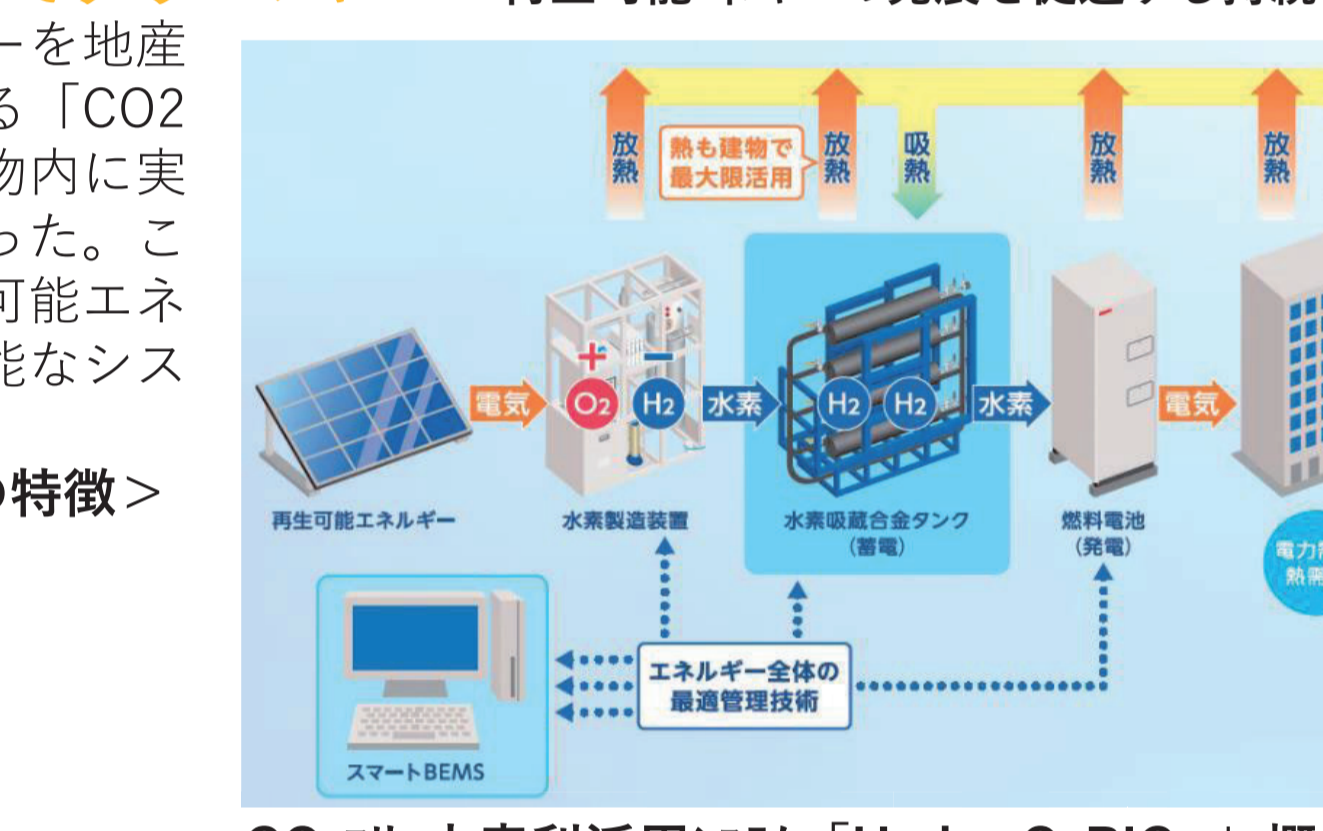 ーを地産
る「CO2
物内に実
った。こ
可能エネ
能なシス
の特徴＞
放熱
熱も建物で
最大限活用
放熱
吸熱
放熱
放熱
電気
+
O2
−
H2
水素
H2
H2
水素
電気
再生可能エネルギー
水素製造装置
水素吸蔵合金タンク
(蓄電)
燃料電池
(発電)
電力
熱需
エネルギー全体の
最適管理技術
スマートBEMS